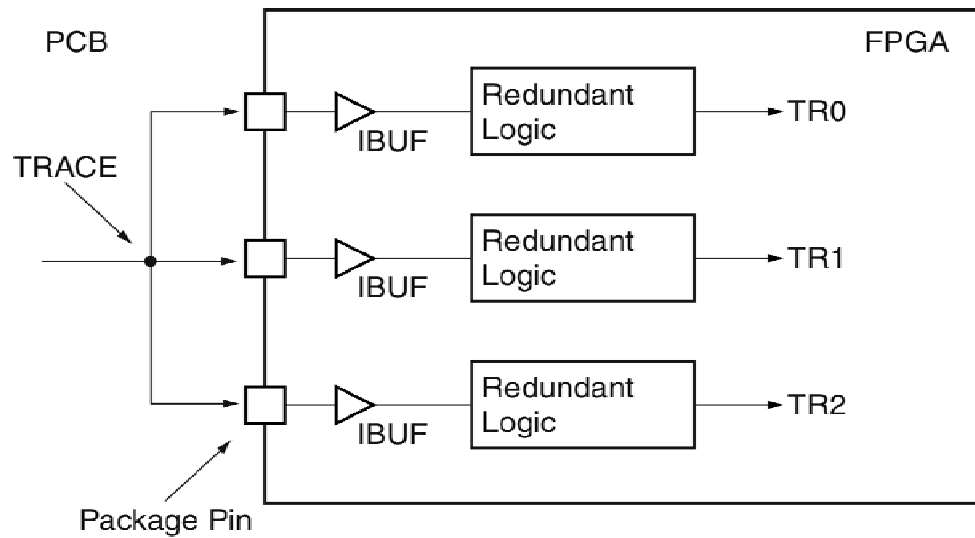 PCB
FPGA
Redundant
Logic
TR0
IBUF
TRACE
Redundant
Logic
TR1
IBUF
Redundant
Logic
TR2
IBUF
Package Pin